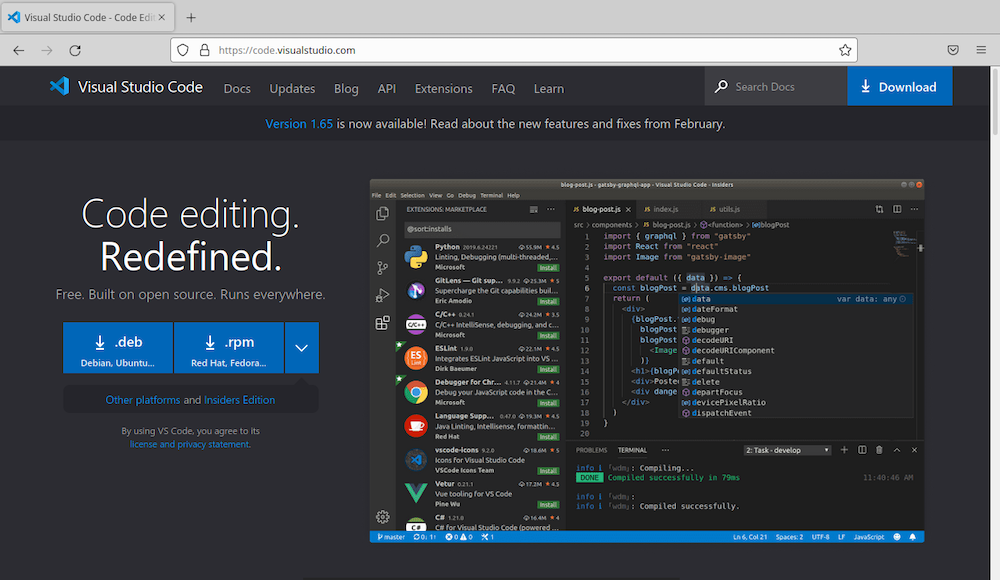 Visual Studio Code - Code Edit
https://code.visualstudio.com
Visual Studio Code Docs Updates Blog API Extensions FAQ Learn Search Docs Download
Version 1.65 is now available! Read about the new features and fixes from February.
Code editing.
Redefined.
Free. Built on open source. Runs everywhere.
.deb
Debian, Ubuntu...
.rpm
Red Hat, Fedora...
Other platforms and Insiders Edition
By using VS Code, you agree to its
license and privacy statement.
blog-post.js - gatsby-graphql-app - Visual Studio Code - Insiders
File Edit Selection View Go Debug Terminal Help
EXTENSIONS: MARKETPLACE
@sort:installs
Python 2019.6.24221 55.9M 4.5
Linting, Debugging (multi-threaded,...
Microsoft Install
GitLens — Git sup... 9.9.2 25.3M 5
Supercharge the Git capabilities buil...
Eric Amodio Install
C/C++ 0.24.1 24.2M 3.5
C/C++ IntelliSense, debugging, and c...
Microsoft Install
ESLint 1.9.0 22.1M 4.5
Integrates ESLint JavaScript into VS ...
Dirk Baeumer Install
Debugger for Chr... 4.11.7 21.4M 4
Debug your JavaScript code in the C...
Microsoft Install
Language Supp... 0.47.0 19.3M 4.5
Java Linting, Intellisense, formattin...
Red Hat Install
vscode-icons 9.2.0 18.6M 5
Icons for Visual Studio Code
VSCode Icons Team Install
Vetur 0.21.1 17.2M 4.5
Vue tooling for VS Code
Pine Wu Install
C# 1.21.0 16.4M 4
C# for Visual Studio Code (powered ...
JS blog-post.js JS index.js JS utils.js
src › components › JS blog-post.js › <function> › blogPost
1 import { graphql } from "gatsby"
2 import React from "react"
3 import Image from "gatsby-image"
4
5 export default ({ data }) => {
6 const blogPost = data.cms.blogPost
7 return (
8 <div>
9 {blogPost.
10 blogPo
11 blogPo
12 <Image
13 )}
14 <h1>{blogP
15 <div>Poste
16 <div dange
17 </div>
18 )
19 }
20
data var data: any
dateFormat
debug
debugger
decodeURI
decodeURIComponent
default
defaultStatus
delete
departFocus
devicePixelRatio
dispatchEvent
PROBLEMS TERMINAL ... 2: Task - develop
info i ｢wdm｣: Compiling...
DONE Compiled successfully in 79ms 11:40:46 AM
info i ｢wdm｣:
info i ｢wdm｣: Compiled successfully.
master 0↓ 1↑ 0 0 1 Ln 6, Col 21 Spaces: 2 UTF-8 LF JavaScript